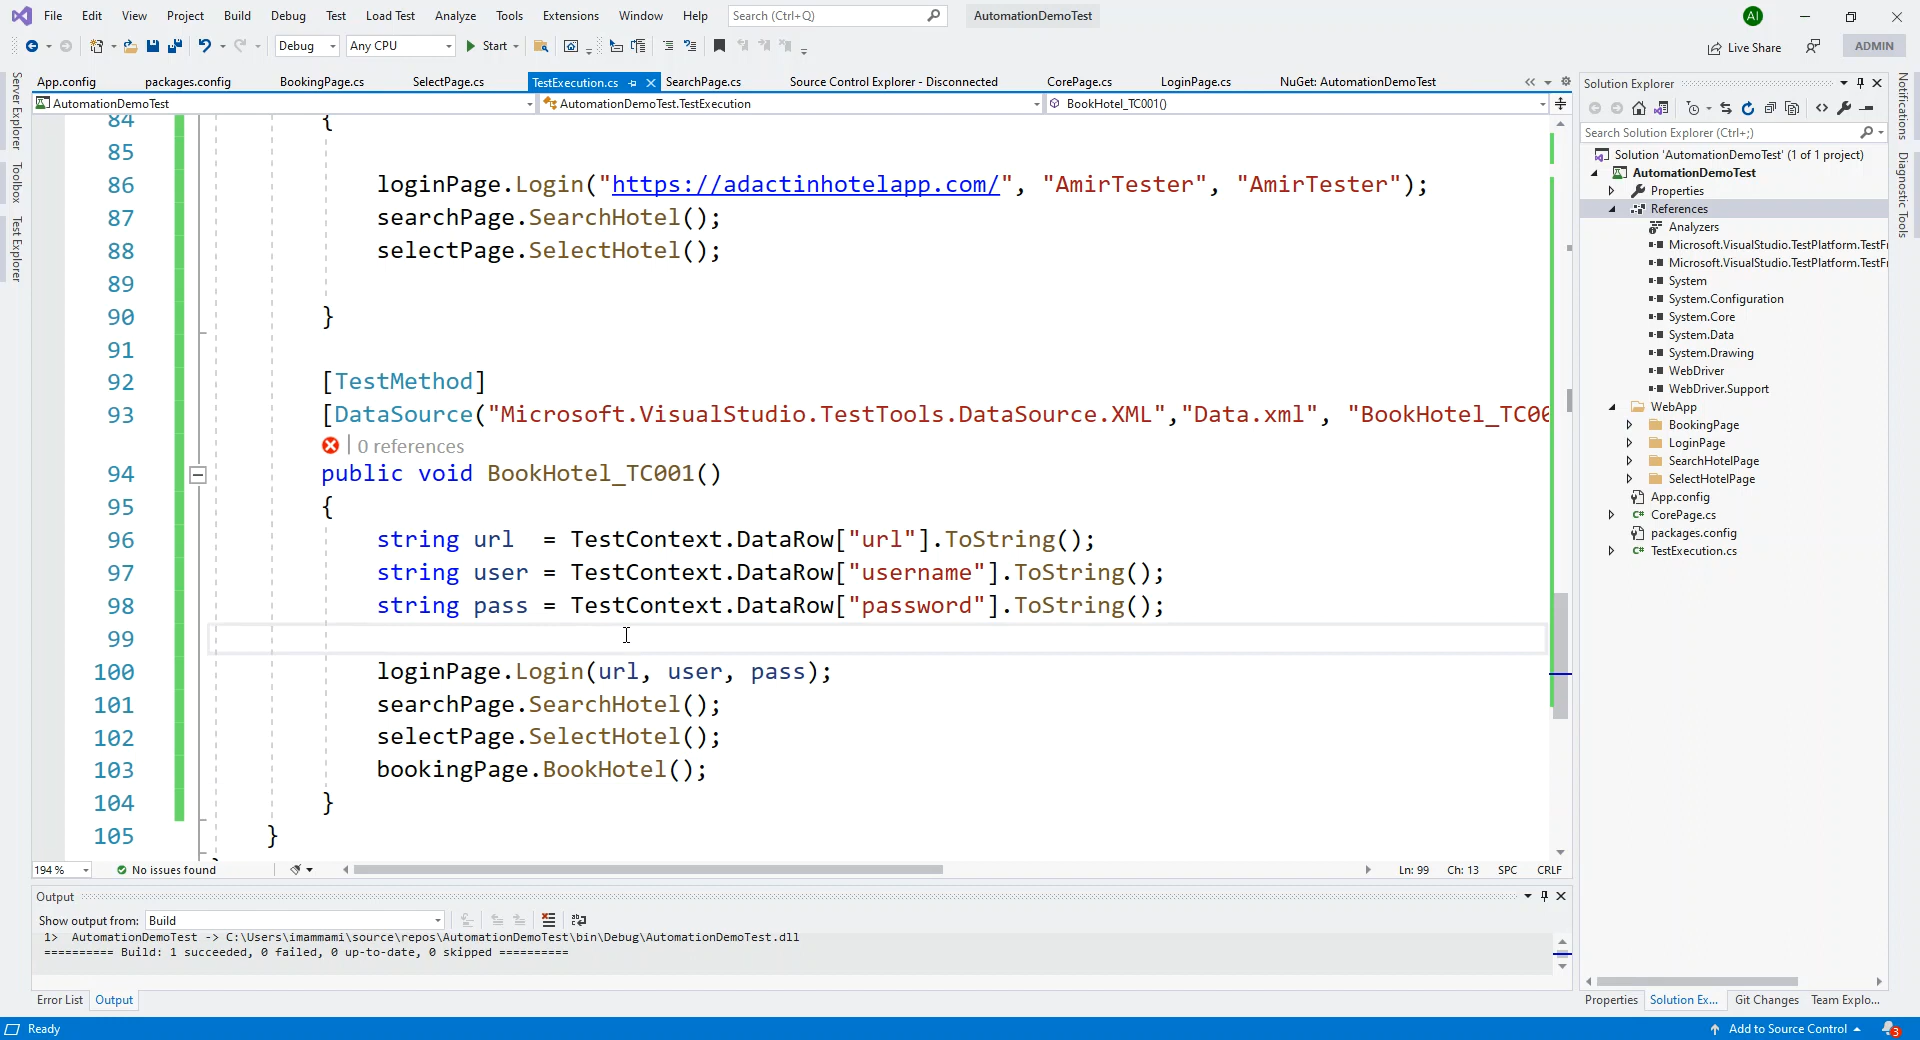 File Edit View Project Build Debug Test Load Test Analyze Tools Extensions Window Help Search (Ctrl+Q) AutomationDemoTest AI
Debug Any CPU Start Live Share ADMIN
App.config packages.config BookingPage.cs SelectPage.cs TestExecution.cs SearchPage.cs Source Control Explorer - Disconnected CorePage.cs LoginPage.cs NuGet: AutomationDemoTest
AutomationDemoTest AutomationDemoTest.TestExecution BookHotel_TC001()
Server Explorer
Toolbox
Test Explorer
84 {
85
86 loginPage.Login("https://adactinhotelapp.com/", "AmirTester", "AmirTester");
87 searchPage.SearchHotel();
88 selectPage.SelectHotel();
89
90 }
91
92 [TestMethod]
93 [DataSource("Microsoft.VisualStudio.TestTools.DataSource.XML","Data.xml", "BookHotel_TC00
0 references
94 public void BookHotel_TC001()
95 {
96 string url = TestContext.DataRow["url"].ToString();
97 string user = TestContext.DataRow["username"].ToString();
98 string pass = TestContext.DataRow["password"].ToString();
99
100 loginPage.Login(url, user, pass);
101 searchPage.SearchHotel();
102 selectPage.SelectHotel();
103 bookingPage.BookHotel();
104 }
105 }
194 % No issues found Ln: 99 Ch: 13 SPC CRLF
Output
Show output from: Build
1> AutomationDemoTest -> C:\Users\imammami\source\repos\AutomationDemoTest\bin\Debug\AutomationDemoTest.dll
========== Build: 1 succeeded, 0 failed, 0 up-to-date, 0 skipped ==========
Error List Output
Solution Explorer
Search Solution Explorer (Ctrl+;)
Solution 'AutomationDemoTest' (1 of 1 project)
AutomationDemoTest
Properties
References
Analyzers
Microsoft.VisualStudio.TestPlatform.TestFr
Microsoft.VisualStudio.TestPlatform.TestF
System
System.Configuration
System.Core
System.Data
System.Drawing
WebDriver
WebDriver.Support
WebApp
BookingPage
LoginPage
SearchHotelPage
SelectHotelPage
App.config
C# CorePage.cs
packages.config
C# TestExecution.cs
Properties Solution Ex... Git Changes Team Explo...
Notifications
Diagnostic Tools
Ready Add to Source Control 3